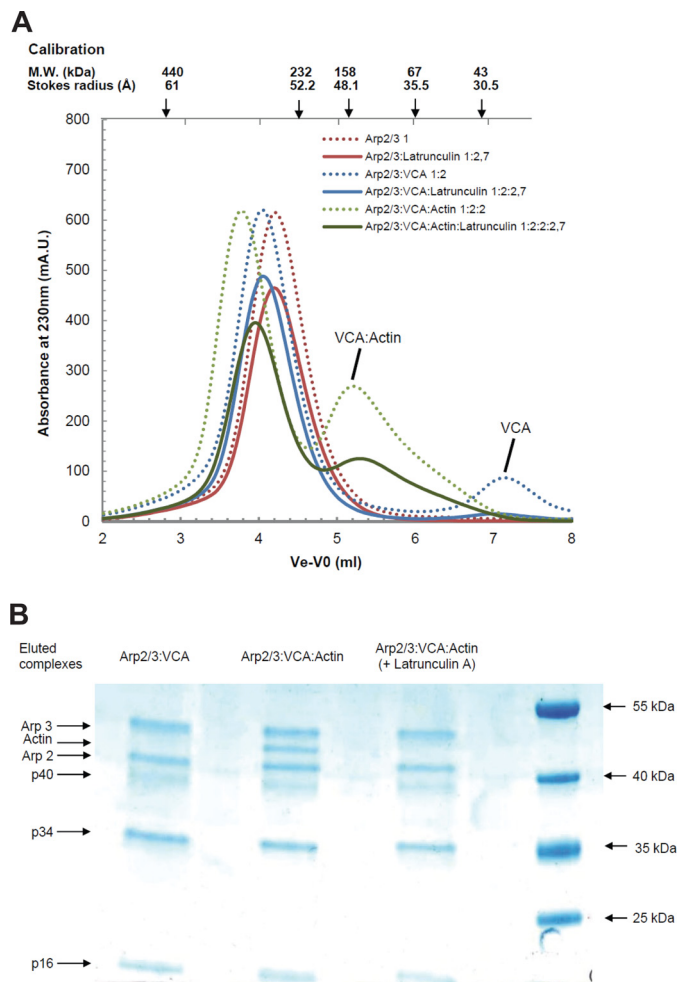 A
Calibration
M.W. (kDa) 440 232 158 67 43
Stokes radius (Å) 61 52.2 48.1 35.5 30.5
800
700
600
500
400
300
200
100
0
Absorbance at 230nm (mA.U.)
Arp2/3 1
Arp2/3:Latrunculin 1:2,7
Arp2/3:VCA 1:2
Arp2/3:VCA:Latrunculin 1:2:2,7
Arp2/3:VCA:Actin 1:2:2
Arp2/3:VCA:Actin:Latrunculin 1:2:2:2,7
VCA:Actin
VCA
2 3 4 5 6 7 8
Ve-V0 (ml)
B
Eluted complexes
Arp2/3:VCA
Arp2/3:VCA:Actin
Arp2/3:VCA:Actin
(+ Latrunculin A)
Arp 3
Actin
Arp 2
p40
p34
p16
55 kDa
40 kDa
35 kDa
25 kDa